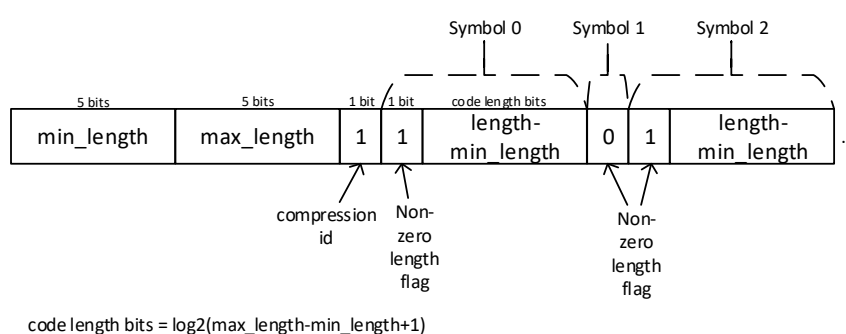 Symbol 0
Symbol 1
Symbol 2
5 bits
5 bits
1 bit
1 bit
code length bits
min_length
max_length
1
1
length-
min_length
0
1
length-
min_length
.
compression
id
Non-
zero
length
flag
Non-
zero
length
flag
code length bits = log2(max_length-min_length+1)